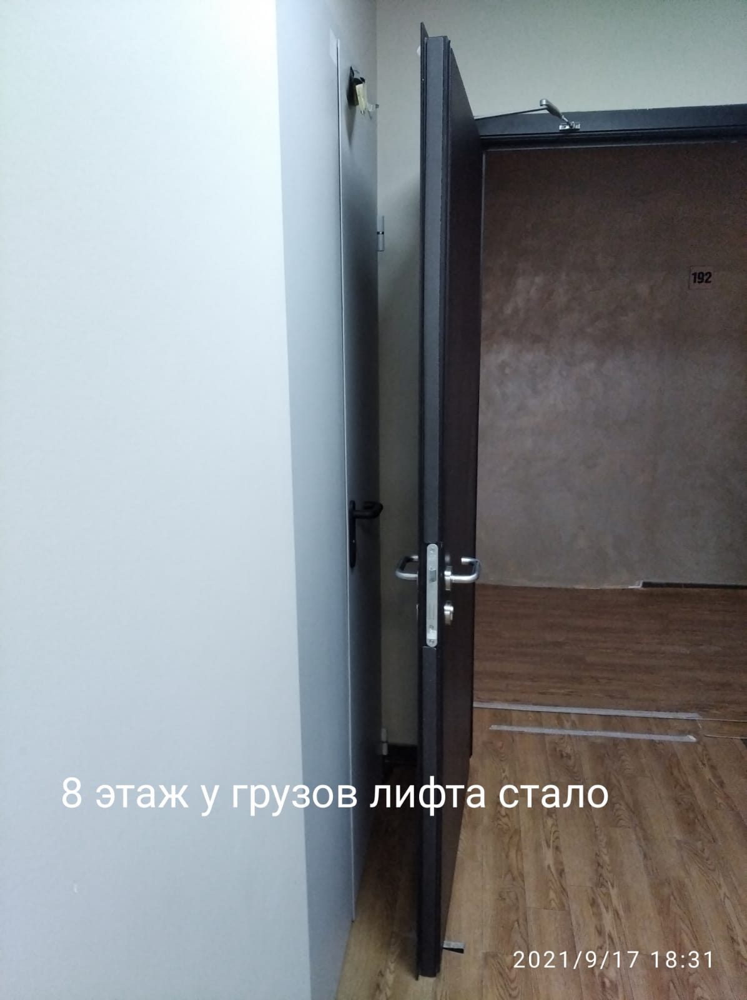 192
8 этаж у грузов лифта стало
2021/9/17 18:31